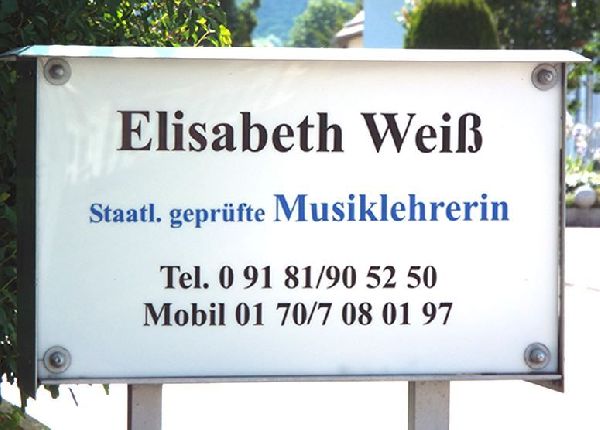 Elisabeth Weiß
Staatl. geprüfte Musiklehrerin
Tel. 0 91 81/90 52 50
Mobil 01 70/7 08 01 97